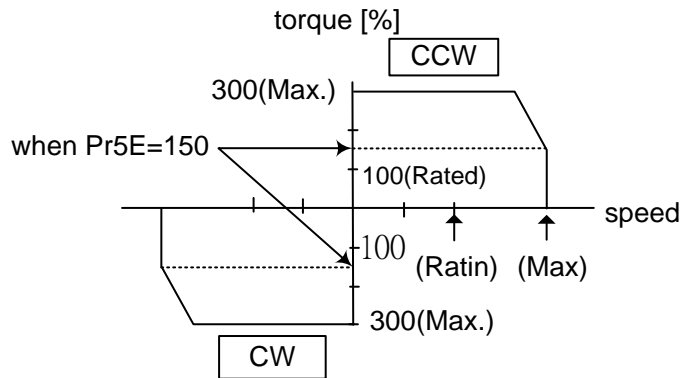 torque [%]
CCW
300(Max.)
when Pr5E=150
100(Rated)
speed
100
(Ratin)
(Max)
300(Max.)
CW